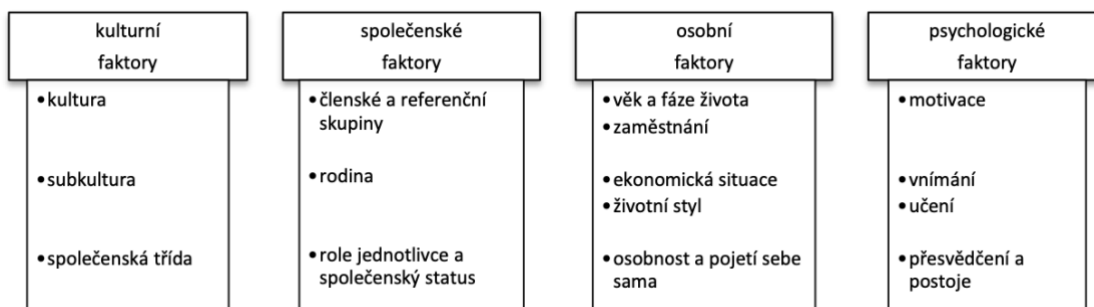 kulturní
faktory
• kultura
• subkultura
• společenská třída
společenské
faktory
• členské a referenční
skupiny
• rodina
• role jednotlivce a
společenský status
osobní
faktory
• věk a fáze života
• zaměstnání
• ekonomická situace
• životní styl
• osobnost a pojetí sebe
sama
psychologické
faktory
• motivace
• vnímání
• učení
• přesvědčení a
postoje